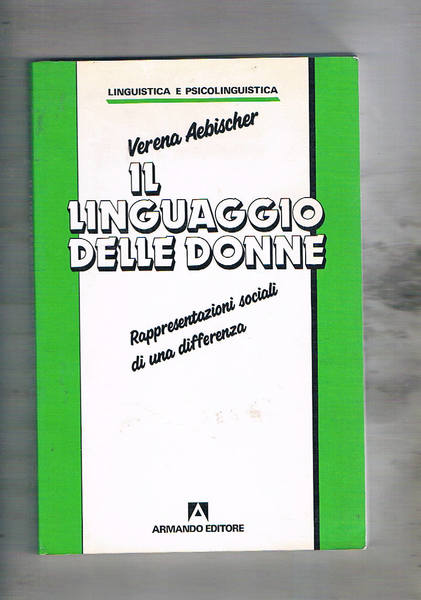 LINGUISTICA E PSICOLINGUISTICA
Verena Aebischer
IL
LINGUAGGIO
DELLE DONNE
Rappresentazioni sociali
di una differenza
ARMANDO EDITORE